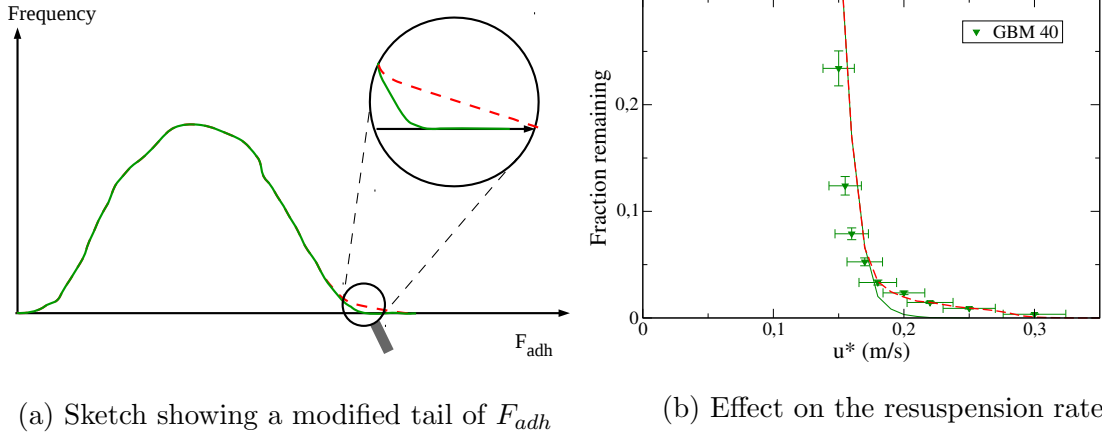 Frequency
F_adh
(a) Sketch showing a modified tail of F_adh
Fraction remaining
0,2
0,1
0
GBM 40
0
0,1
0,2
0,3
u* (m/s)
(b) Effect on the resuspension rate